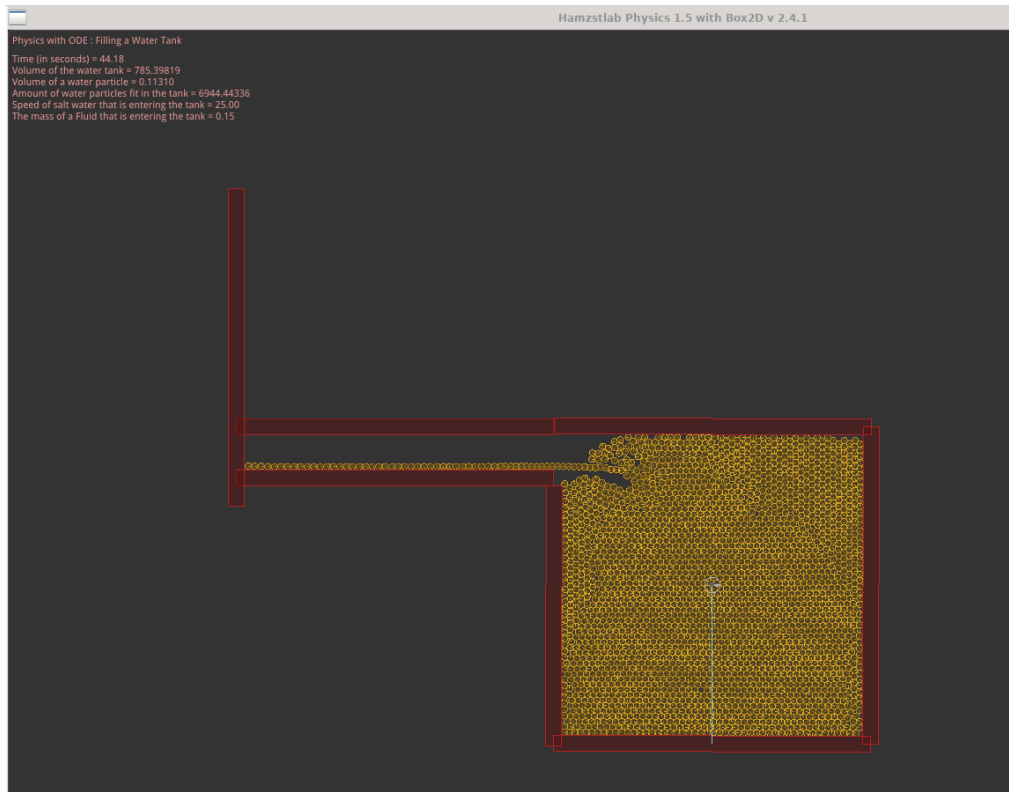 Hamzstlab Physics 1.5 with Box2D v 2.4.1
Physics with ODE : Filling a Water Tank
Time (in seconds) = 44.18
Volume of the water tank = 785.39819
Volume of a water particle = 0.11310
Amount of water particles fit in the tank = 6944.44336
Speed of salt water that is entering the tank = 25.00
The mass of a Fluid that is entering the tank = 0.15